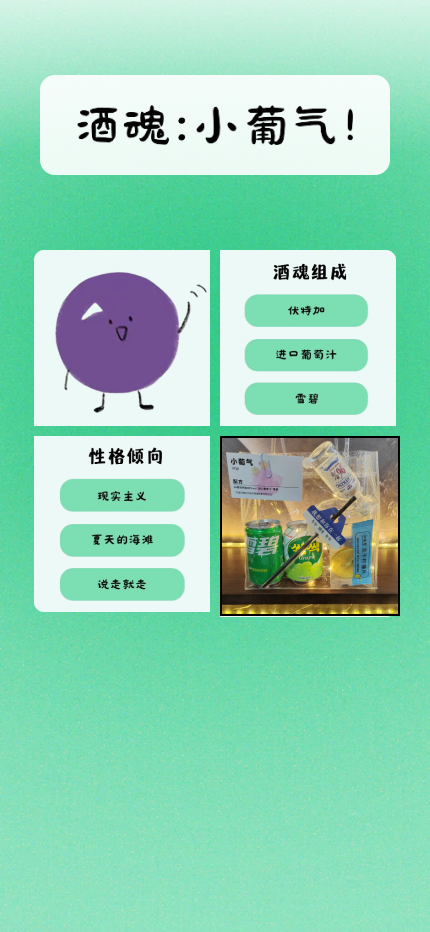 酒魂:小葡气!
酒魂组成
伏特加
进口葡萄汁
雪碧
性格倾向
现实主义
夏天的海滩
说走就走
小葡气
配方